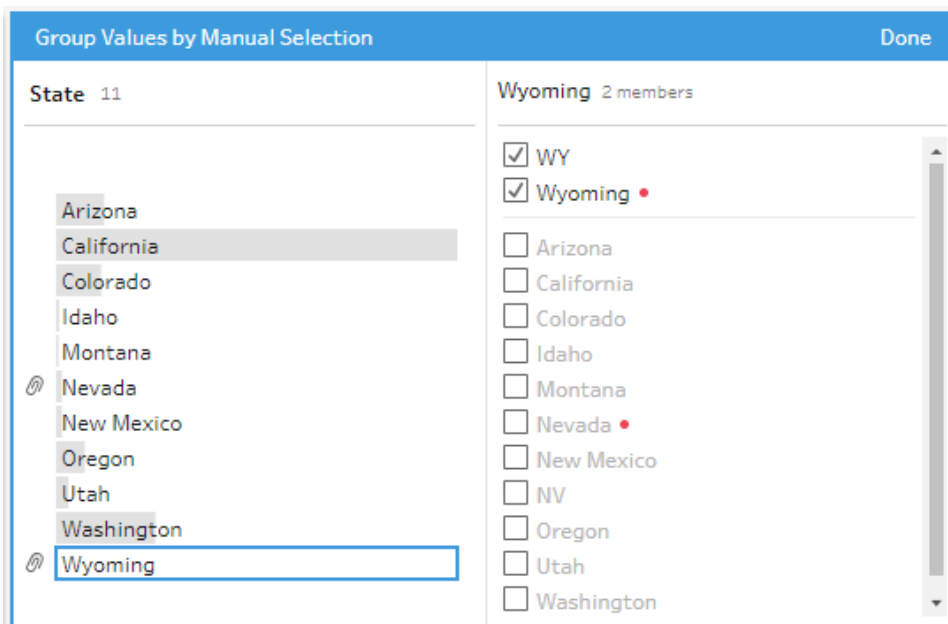 Group Values by Manual Selection Done
State 11
Arizona
California
Colorado
Idaho
Montana
Nevada
New Mexico
Oregon
Utah
Washington
Wyoming
Wyoming 2 members
WY
Wyoming
Arizona
California
Colorado
Idaho
Montana
Nevada
New Mexico
NV
Oregon
Utah
Washington